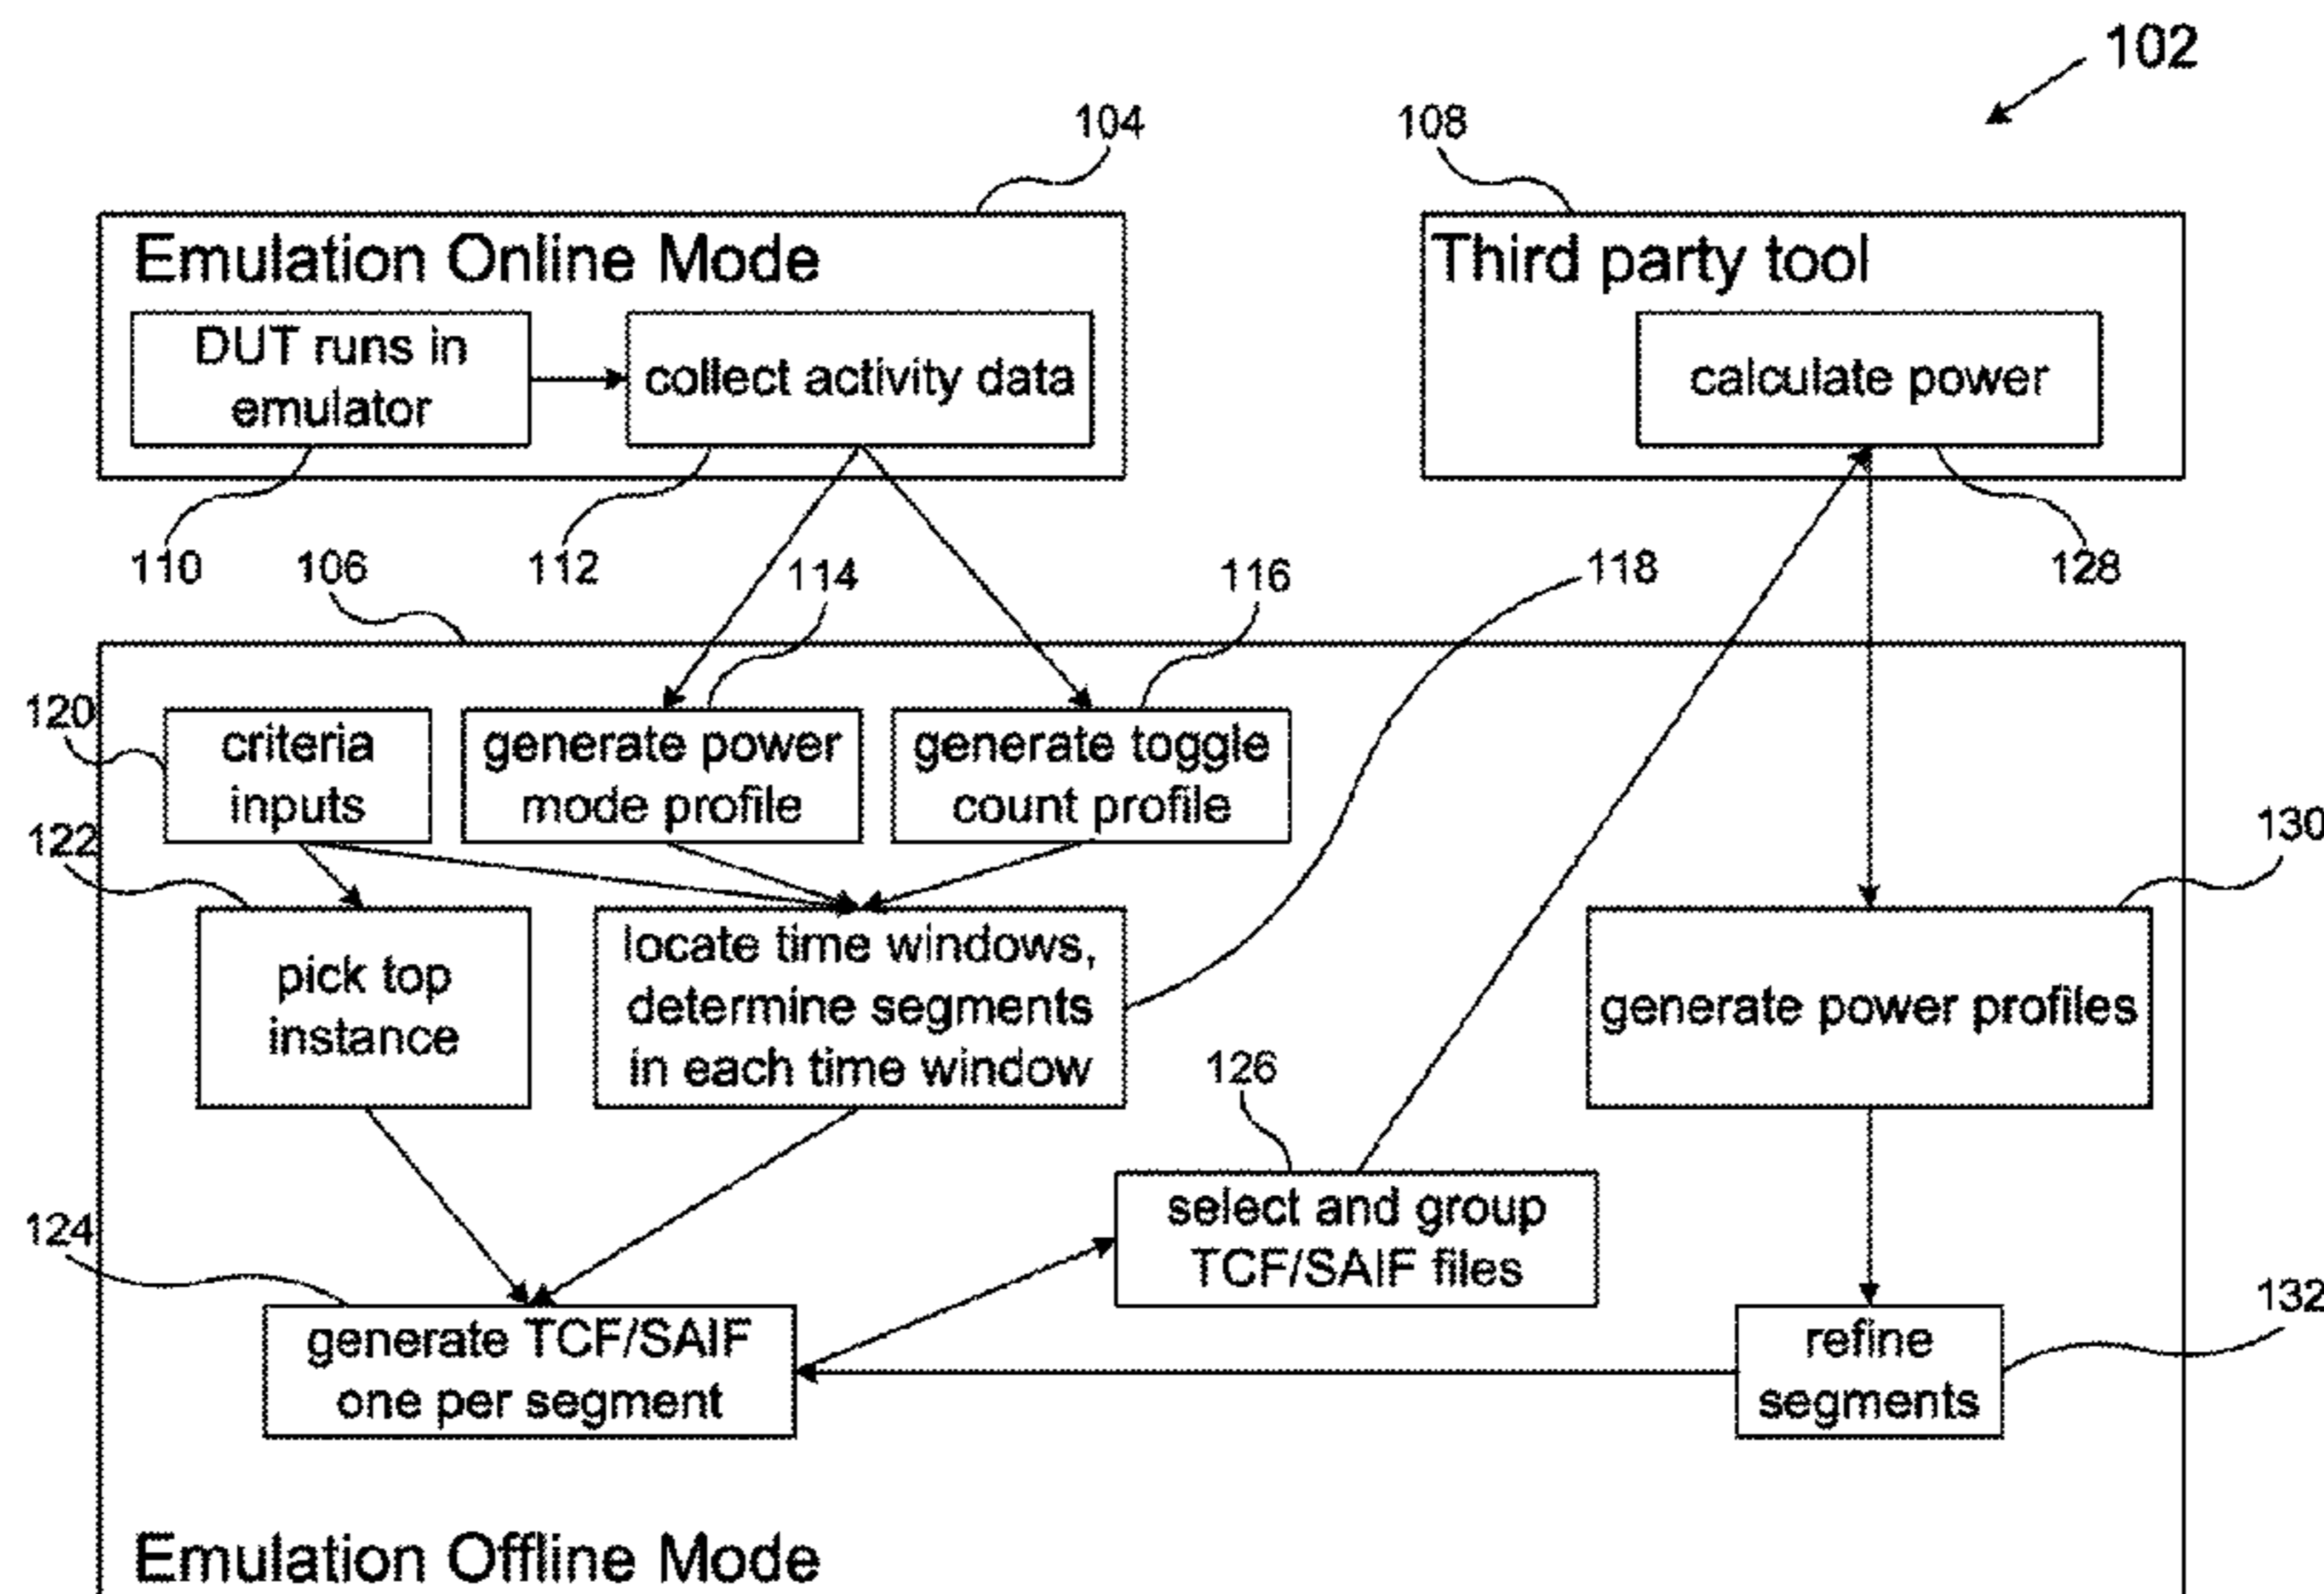 102
104
108
Emulation Online Mode
Third party tool
DUT runs in
emulator
collect activity data
calculate power
110
106
112
114
116
118
128
120
criteria
inputs
generate power
mode profile
generate toggle
count profile
122
130
pick top
instance
locate time windows,
determine segments
in each time window
generate power profiles
126
select and group
TCF/SAIF files
124
132
generate TCF/SAIF
one per segment
refine
segments
Emulation Offline Mode